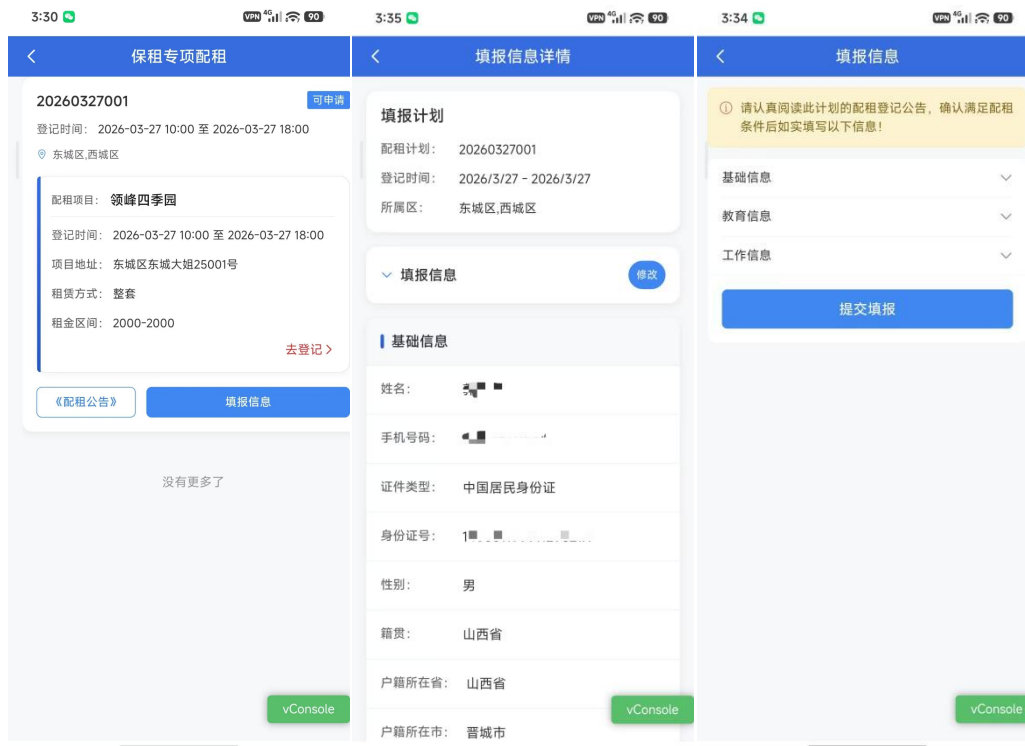 3:30
VPN 4G 90
保租专项配租
20260327001
可申请
登记时间： 2026-03-27 10:00 至 2026-03-27 18:00
东城区,西城区
配租项目： 领峰四季园
登记时间： 2026-03-27 10:00 至 2026-03-27 18:00
项目地址： 东城区东城大姐25001号
租赁方式： 整套
租金区间： 2000-2000
去登记
《配租公告》
填报信息
没有更多了
vConsole
3:35
VPN 4G 90
填报信息详情
填报计划
配租计划： 20260327001
登记时间： 2026/3/27 - 2026/3/27
所属区： 东城区,西城区
填报信息
修改
基础信息
姓名：
手机号码：
证件类型： 中国居民身份证
身份证号： 1
性别： 男
籍贯： 山西省
户籍所在省： 山西省
户籍所在市： 晋城市
vConsole
3:34
VPN 4G 90
填报信息
请认真阅读此计划的配租登记公告，确认满足配租
条件后如实填写以下信息！
基础信息
教育信息
工作信息
提交填报
vConsole